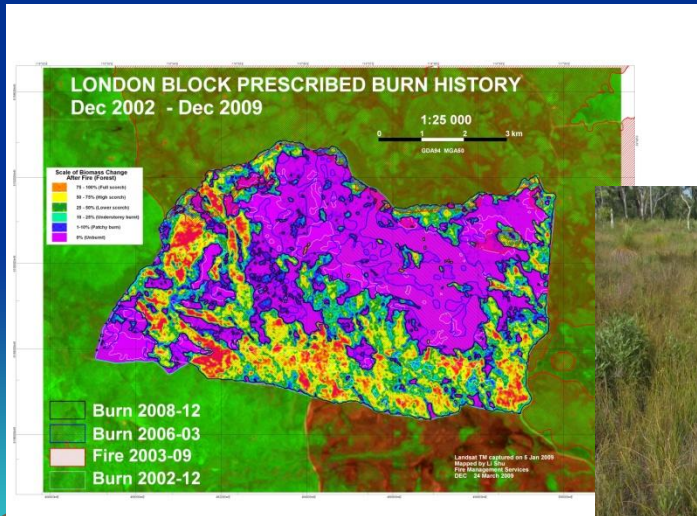 LONDON BLOCK PRESCRIBED BURN HISTORY
Dec 2002 - Dec 2009
1:25 000
0 1 2 3 km
GDA94 MGA50
Scale of Biomass Change
After Fire (Forest)
75 - 100% (Full scorch)
50 - 75% (High scorch)
25 - 50% (Lower scorch)
10 - 25% (Understorey burnt)
1-10% (Patchy burn)
0% (Unburnt)
Burn 2008-12
Burn 2006-03
Fire 2003-09
Burn 2002-12
Landsat TM captured on 5 Jan 2009
Mapped by Li Shu
Fire Management Services
DEC 24 March 2009